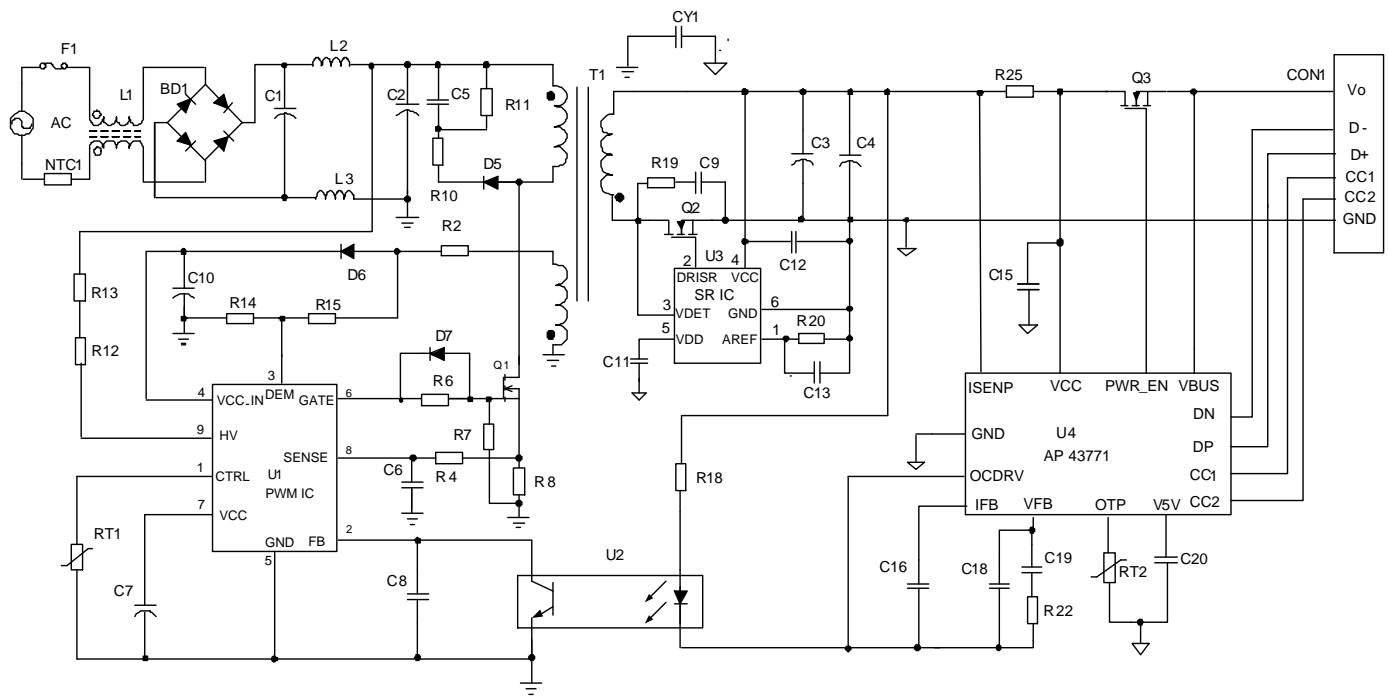 CY1
F1
L2
T1
R25
Q3
CON1
L1
BD1
C1
C2
C5
R11
Vo
AC
D -
C3
C4
D+
NTC1
D5
R19
C9
CC1
L3
R10
CC2
Q2
GND
R2
U3
C12
D6
2
4
C10
DRISR
VCC
SR IC
C15
R13
R14
R15
3
VDET
GND
6
R20
5
VDD
AREF
1
R12
D7
C11
Q1
C13
3
R6
4
VCC_IN
DEM
GATE
6
ISENP
VCC
PWR_EN
VBUS
DN
9
HV
R7
GND
U4
SENSE
8
C6
R 4
R 8
AP 43771
DP
1
CTRL
U1
R18
OCDRV
CC1
PWM IC
7
VCC
IFB
VFB
OTP
V5V
CC2
RT1
2
GND
FB
5
U2
C7
C8
C16
C18
C19
RT2
C20
R22